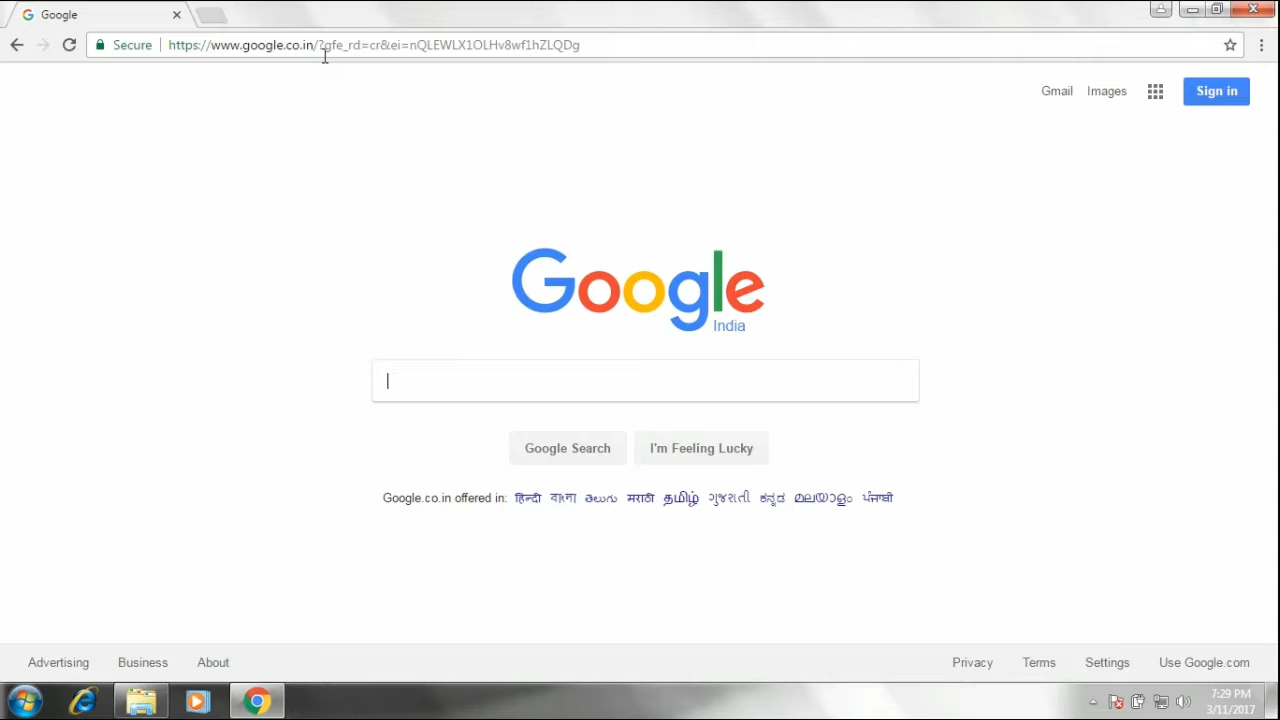 Google
Secure https://www.google.co.in/?gfe_rd=cr&ei=nQLEWLX1OLHv8wf1hZLQDg
Gmail Images Sign in
Google
India
Google Search I'm Feeling Lucky
Google.co.in offered in: हिन्दी বাংলা తెలుగు मराठी தமிழ் ગુજરાતી ಕನ್ನಡ മലയാളം ਪੰਜਾਬੀ
Advertising Business About Privacy Terms Settings Use Google.com
7:29 PM
3/11/2017